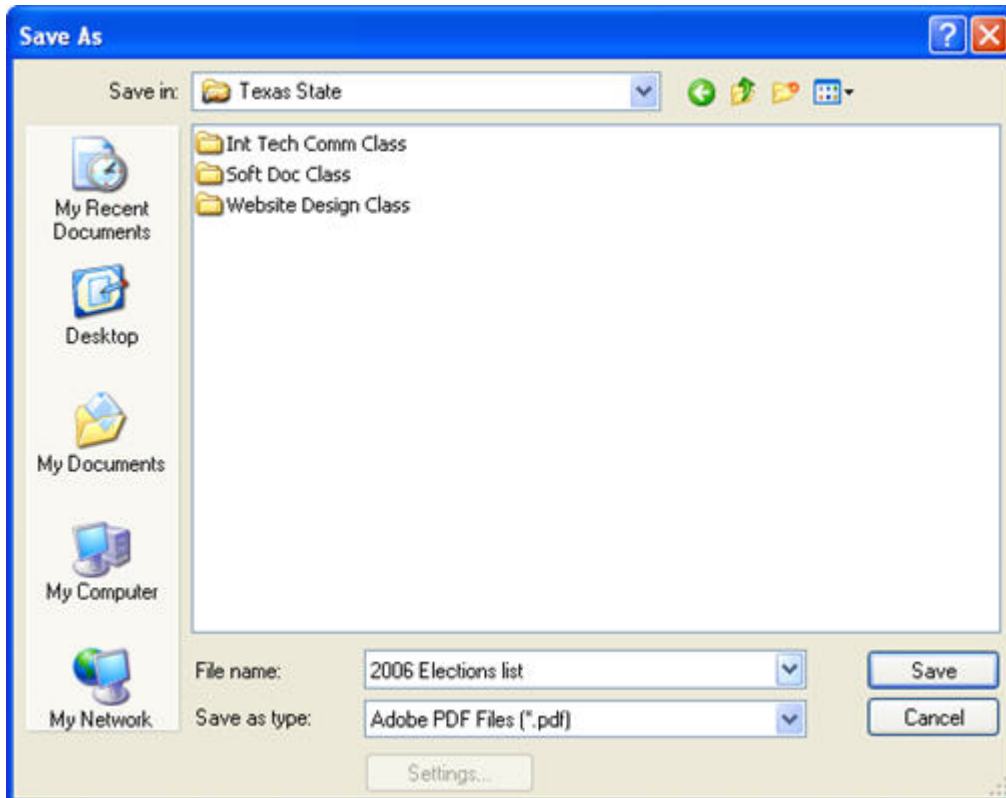 Save As
Save in: Texas State
Int Tech Comm Class
Soft Doc Class
Website Design Class
My Recent
Documents
Desktop
My Documents
My Computer
My Network
File name: 2006 Elections list Save
Save as type: Adobe PDF Files (*.pdf) Cancel
Settings...